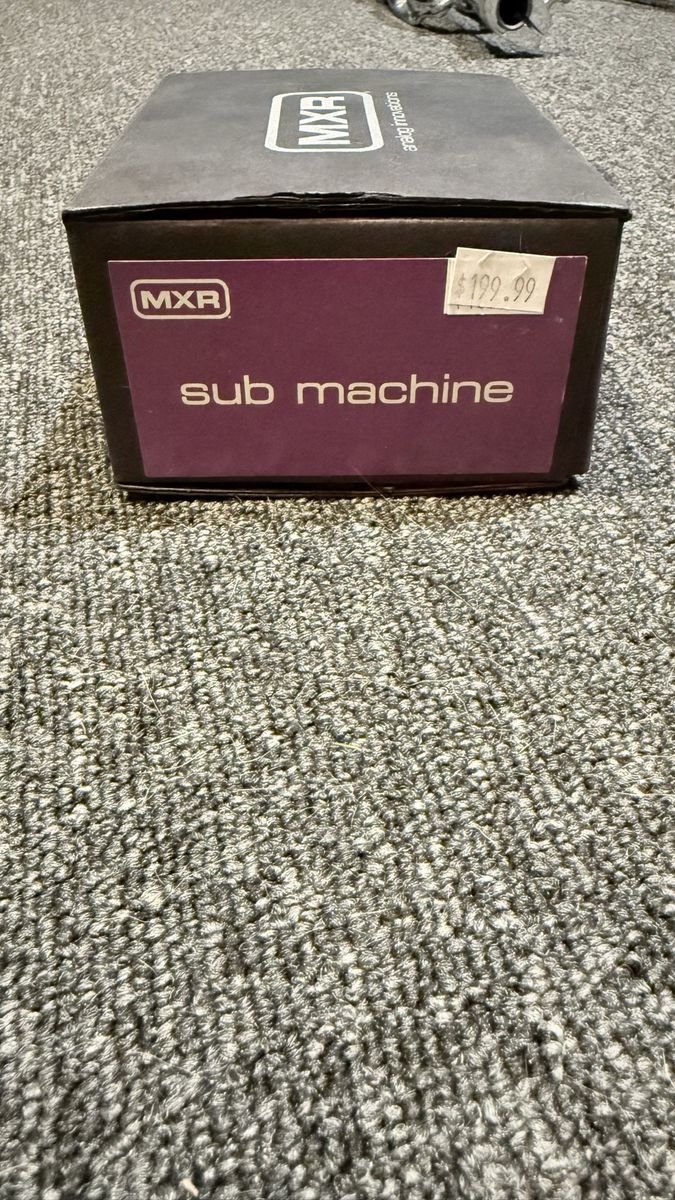 MXR
analog innovations
MXR
$199.99
sub machine